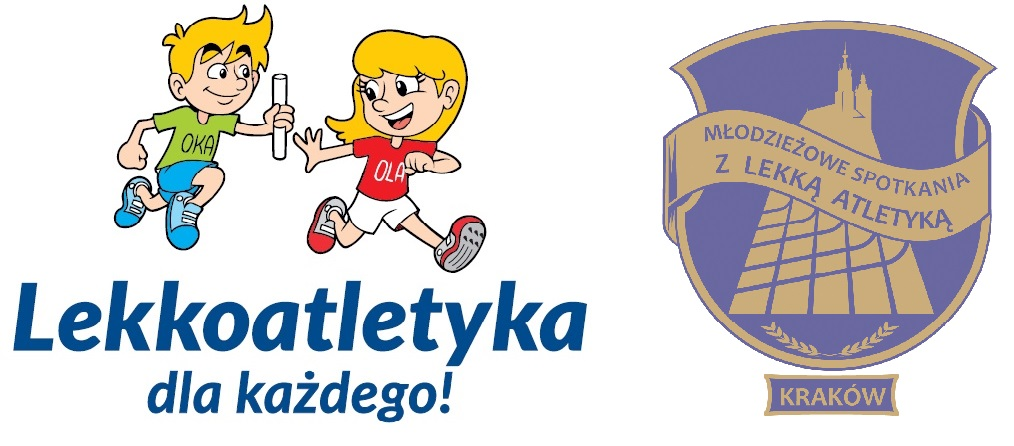 OKA
OLA
Lekkoatletyka
dla każdego!
MŁODZIEŻOWE SPOTKANIA
Z LEKKĄ ATLETYKĄ
KRAKÓW